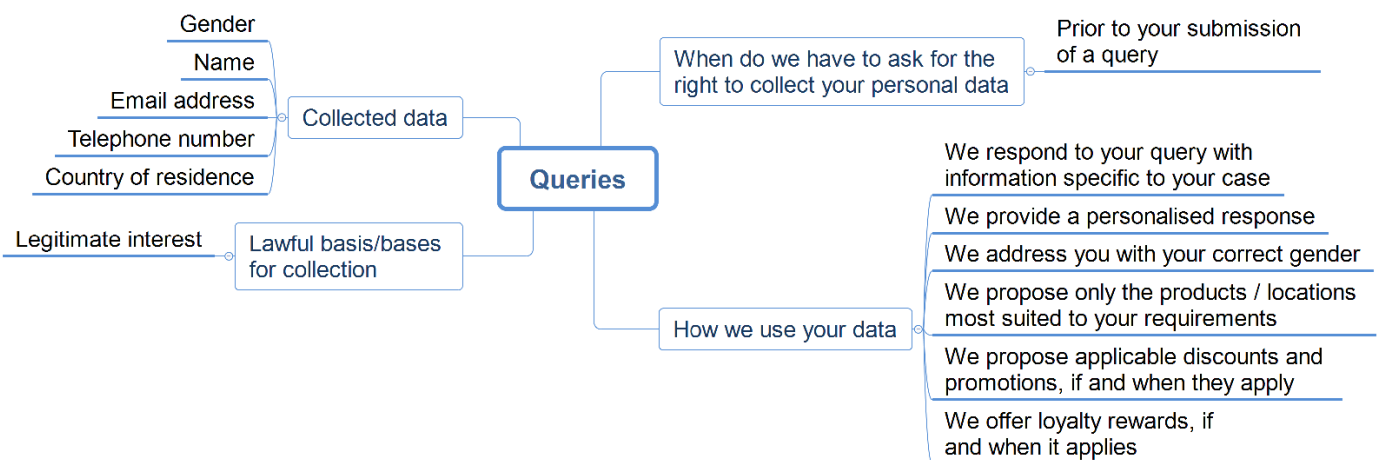 Queries
Collected data
Gender
Name
Email address
Telephone number
Country of residence
Lawful basis/bases
for collection
Legitimate interest
When do we have to ask for the
right to collect your personal data
Prior to your submission
of a query
How we use your data
We respond to your query with
information specific to your case
We provide a personalised response
We address you with your correct gender
We propose only the products / locations
most suited to your requirements
We propose applicable discounts and
promotions, if and when they apply
We offer loyalty rewards, if
and when it applies